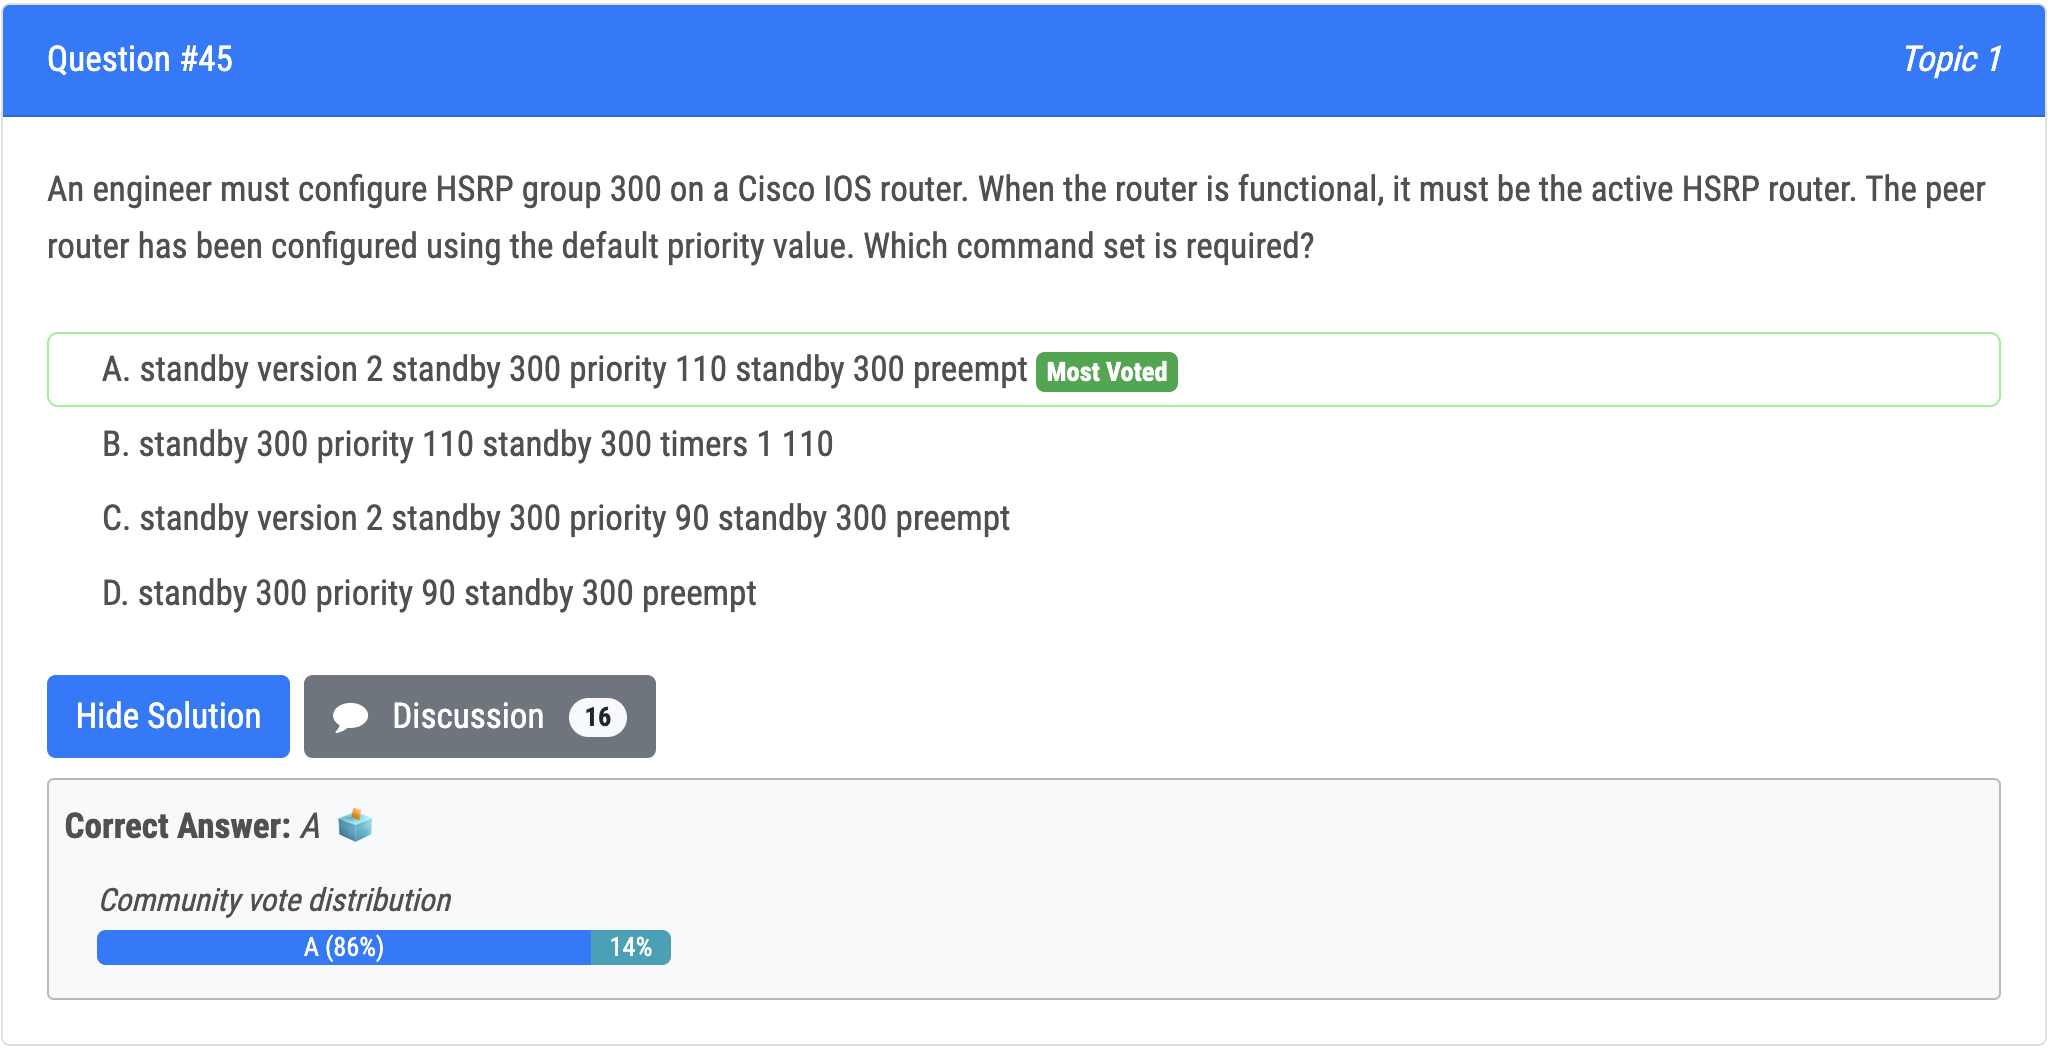 Question #45
Topic 1
An engineer must configure HSRP group 300 on a Cisco IOS router. When the router is functional, it must be the active HSRP router. The peer
router has been configured using the default priority value. Which command set is required?
A. standby version 2 standby 300 priority 110 standby 300 preempt Most Voted
B. standby 300 priority 110 standby 300 timers 1 110
C. standby version 2 standby 300 priority 90 standby 300 preempt
D. standby 300 priority 90 standby 300 preempt
Hide Solution
Discussion 16
Correct Answer: A
Community vote distribution
A (86%) 14%